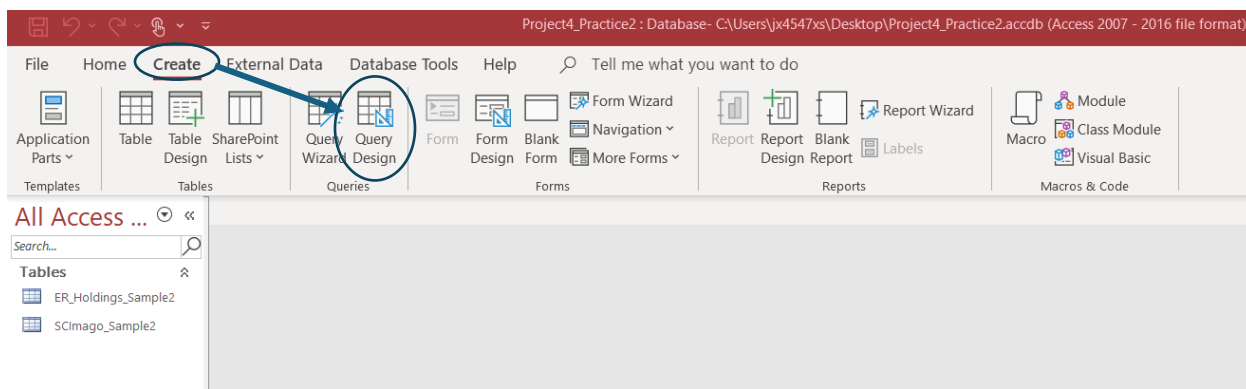 Project4_Practice2 : Database- C:\Users\jx4547xs\Desktop\Project4_Practice2.accdb (Access 2007 - 2016 file format)
File Home Create External Data Database Tools Help Tell me what you want to do
Application Parts
Table
Table Design
SharePoint Lists
Query Wizard
Query Design
Form
Form Design
Blank Form
Form Wizard
Navigation
More Forms
Report
Report Design
Blank Report
Report Wizard
Labels
Macro
Module
Class Module
Visual Basic
Templates Tables Queries Forms Reports Macros & Code
All Access ...
Search...
Tables
ER_Holdings_Sample2
SCImago_Sample2